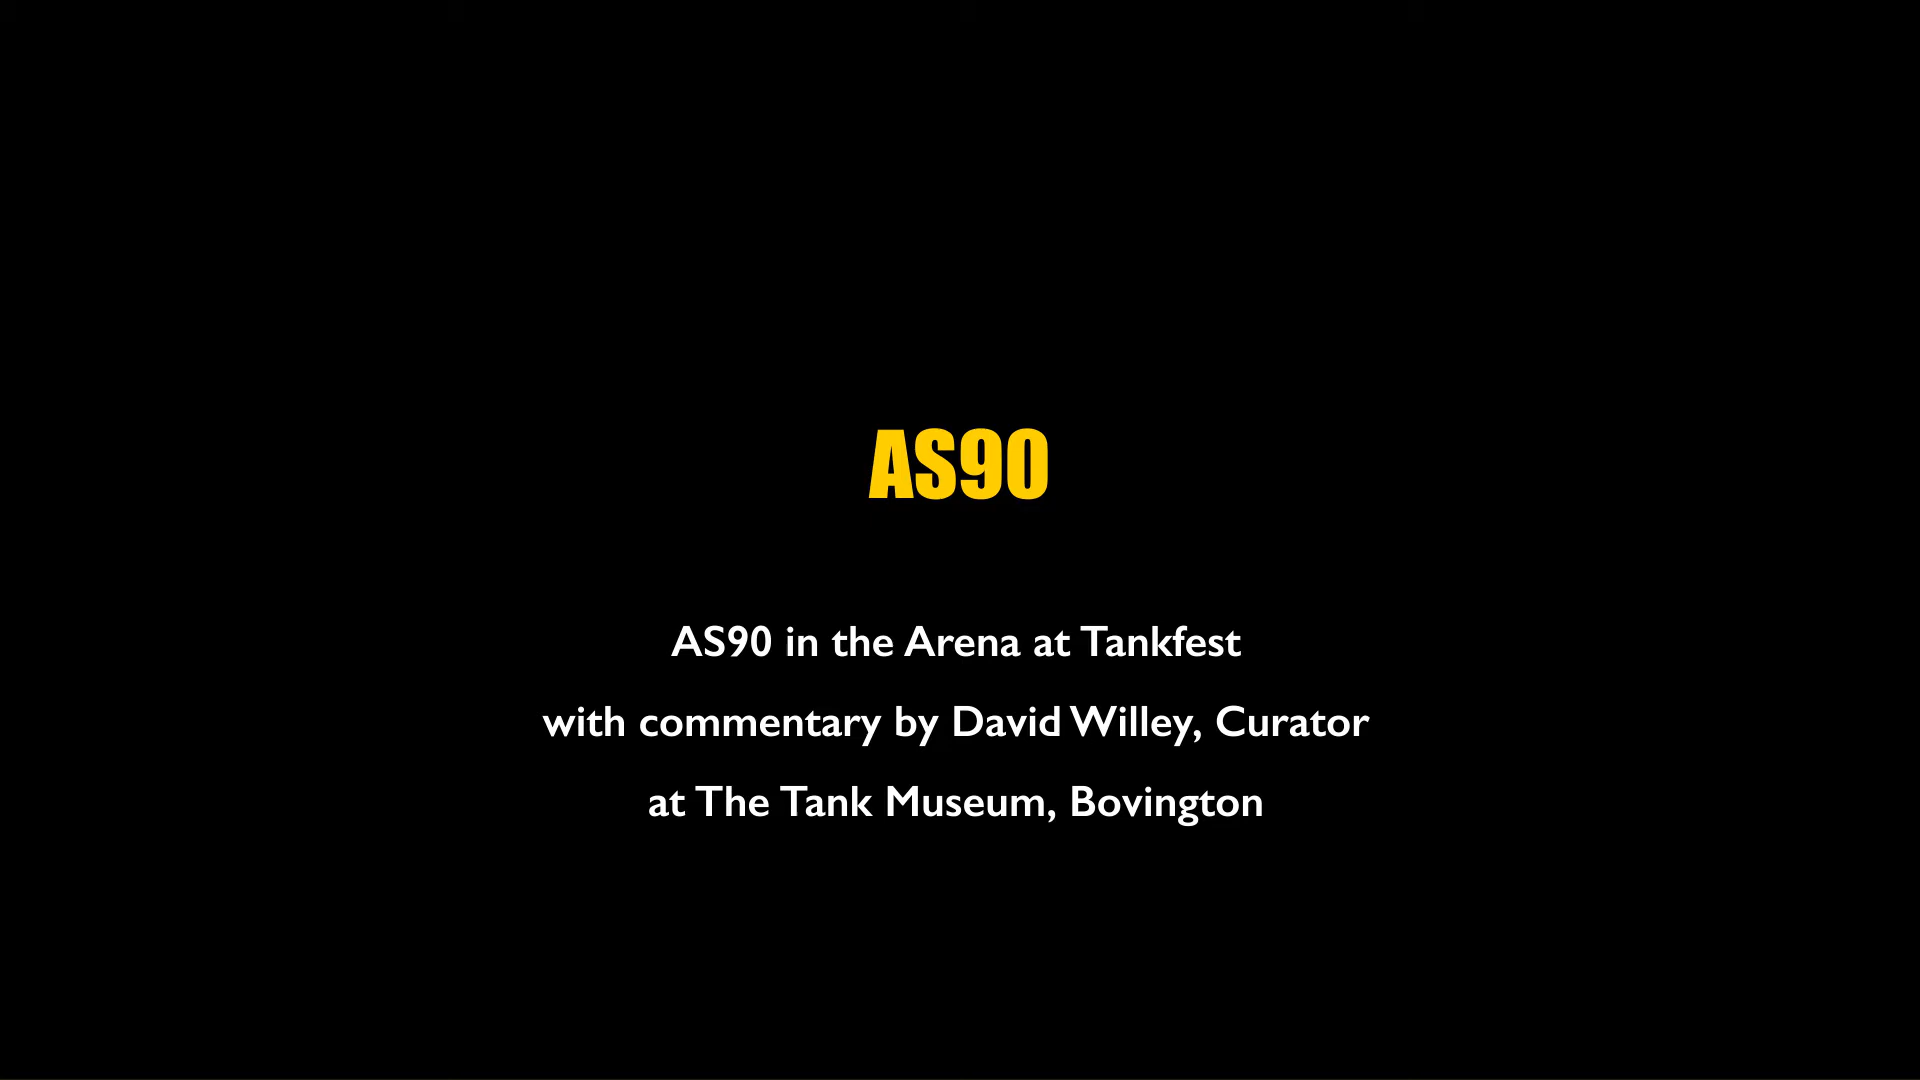 AS90
AS90 in the Arena at Tankfest
with commentary by David Willey, Curator
at The Tank Museum, Bovington